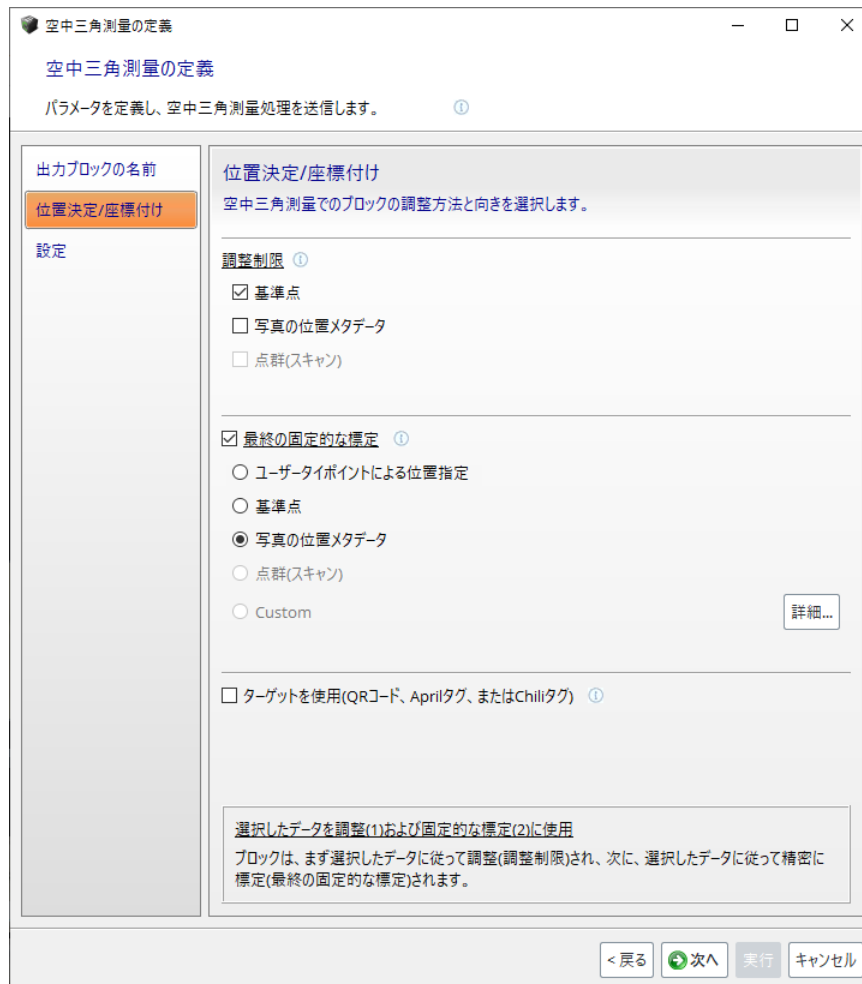 空中三角測量の定義
空中三角測量の定義
パラメータを定義し、空中三角測量処理を送信します。
出力ブロックの名前
位置決定/座標付け
設定
位置決定/座標付け
空中三角測量でのブロックの調整方法と向きを選択します。
調整制限
基準点
写真の位置メタデータ
点群(スキャン)
最終の固定的な標定
ユーザータイポイントによる位置指定
基準点
写真の位置メタデータ
点群(スキャン)
Custom
詳細...
ターゲットを使用(QRコード、Aprilタグ、またはChiliタグ)
選択したデータを調整(1)および固定的な標定(2)に使用
ブロックは、まず選択したデータに従って調整(調整制限)され、次に、選択したデータに従って精密に
標定(最終の固定的な標定)されます。
< 戻る
次へ
実行
キャンセル